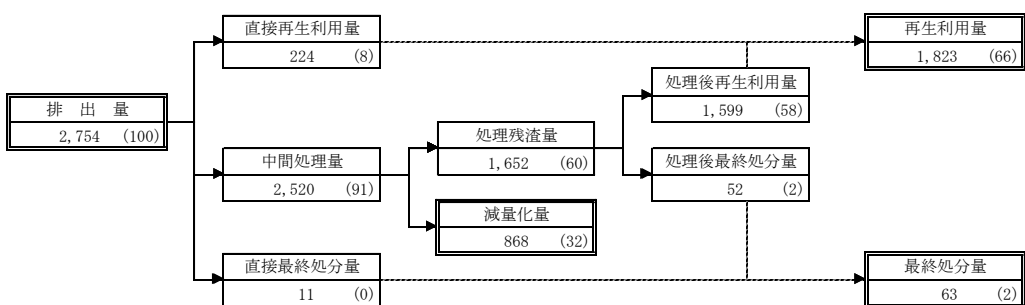 直接再生利用量
224 (8)
再生利用量
1,823 (66)
処理後再生利用量
1,599 (58)
排 出 量
2,754 (100)
処理残渣量
1,652 (60)
中間処理量
2,520 (91)
処理後最終処分量
52 (2)
減量化量
868 (32)
直接最終処分量
11 (0)
最終処分量
63 (2)